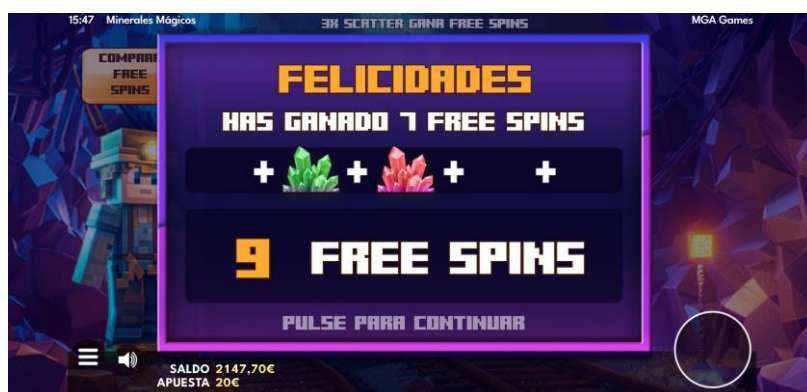 15:47 Minerales Mágicos
3X SCATTER GANA FREE SPINS
MGA Games
COMPRAR
FREE
SPINS
FELICIDADES
HAS GANADO 7 FREE SPINS
+ + + +
9 FREE SPINS
PULSE PARA CONTINUAR
SALDO 2147,70€
APUESTA 20€